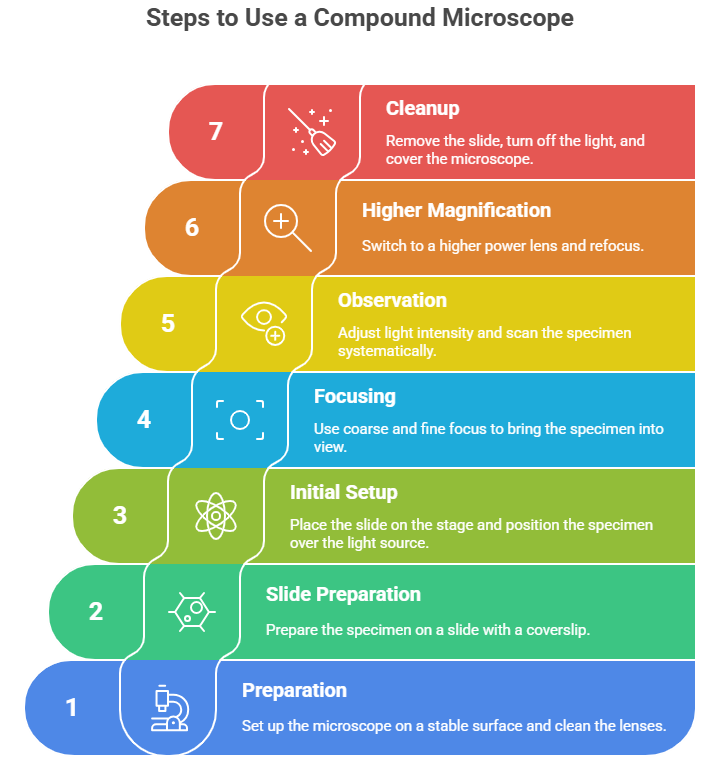 Steps to Use a Compound Microscope
7
Cleanup
Remove the slide, turn off the light, and
cover the microscope.
6
Higher Magnification
Switch to a higher power lens and refocus.
5
Observation
Adjust light intensity and scan the specimen
systematically.
4
Focusing
Use coarse and fine focus to bring the specimen into
view.
3
Initial Setup
Place the slide on the stage and position the specimen
over the light source.
2
Slide Preparation
Prepare the specimen on a slide with a coverslip.
1
Preparation
Set up the microscope on a stable surface and clean the lenses.